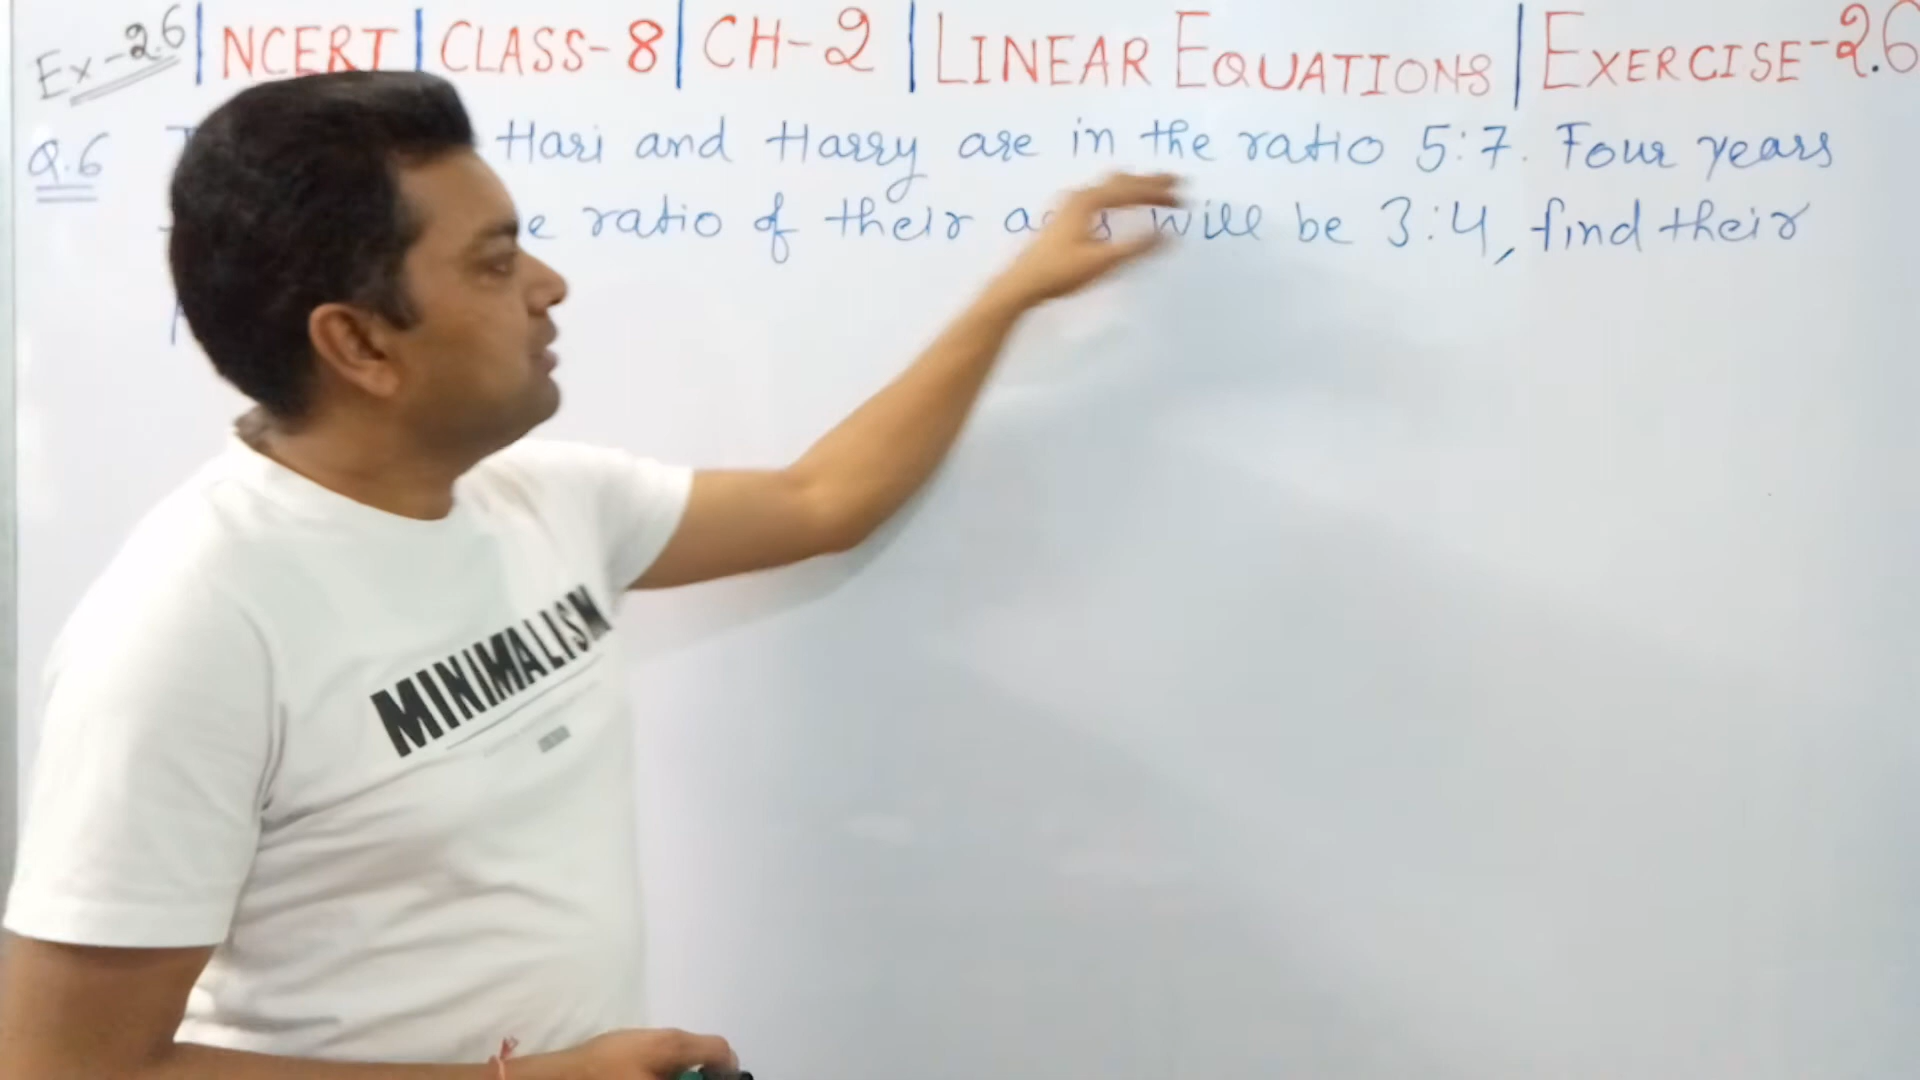 Ex-2.6 | NCERT | CLASS-8 | CH-2 | LINEAR EQUATIONS | EXERCISE-2.6
Q.6 Hari and Harry are in the ratio 5:7. Four years
ratio of their will be 3:4, find their
MINIMALISM